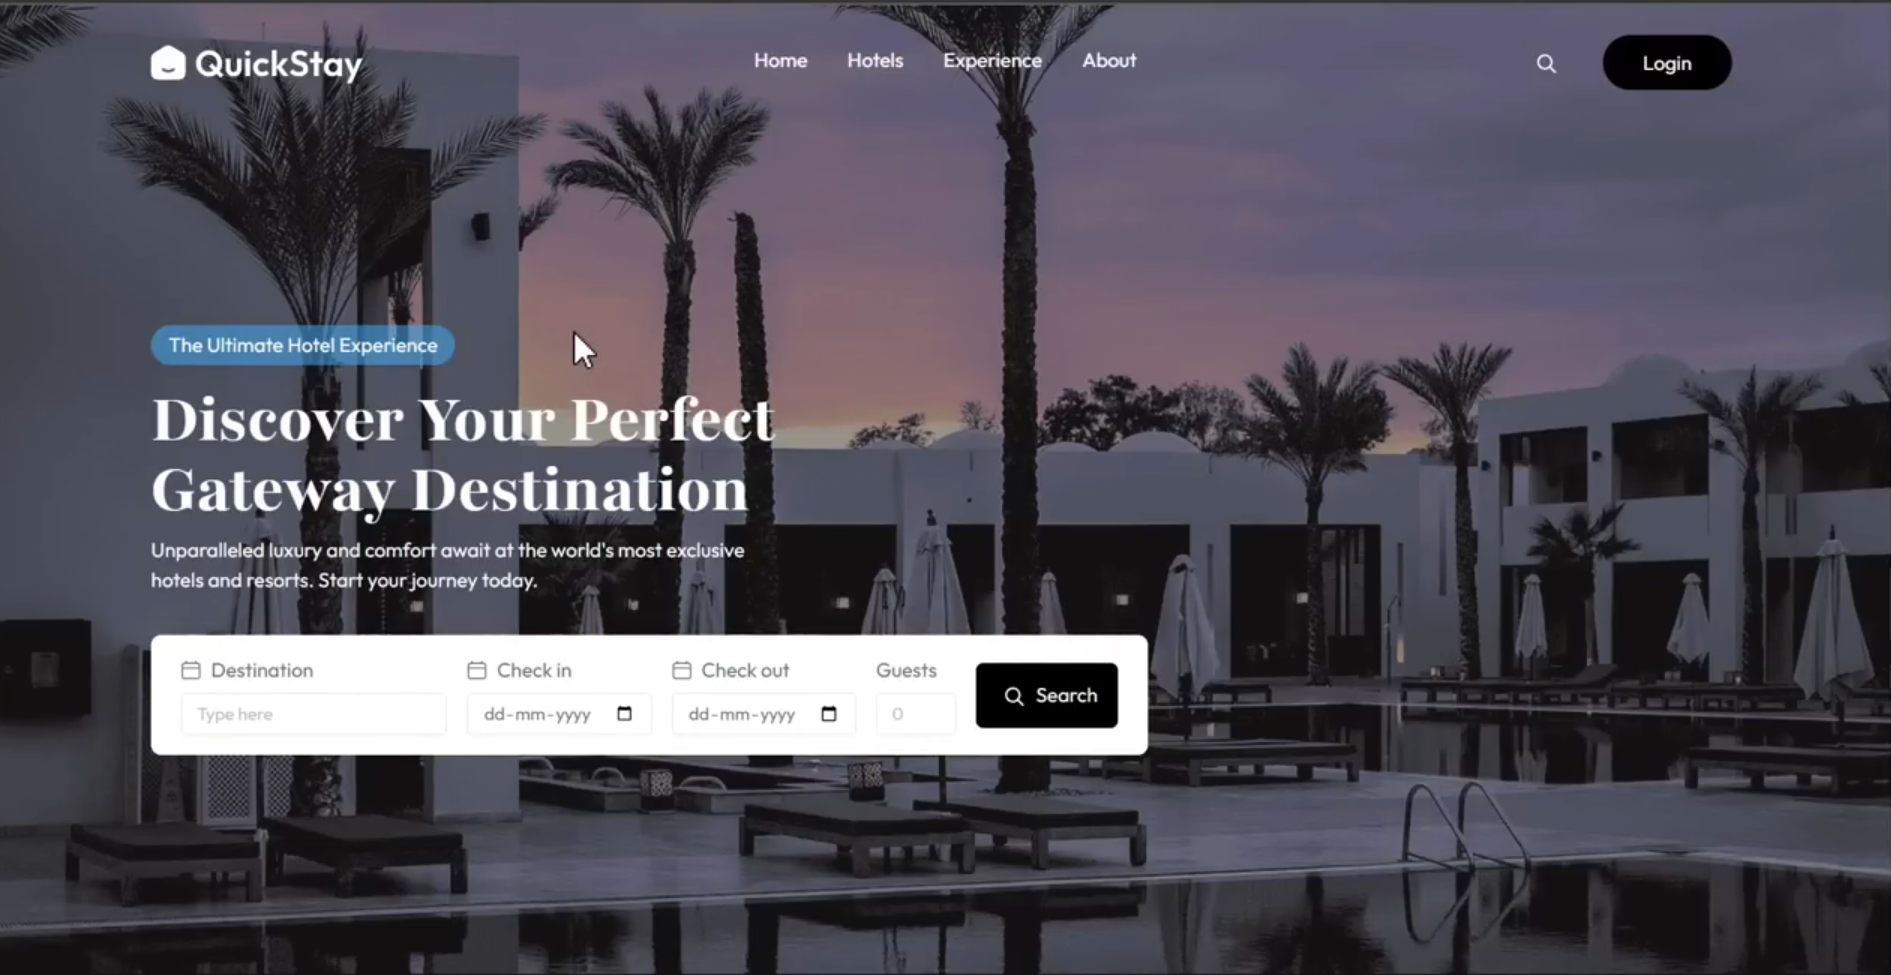 QuickStay
Home
Hotels
Experience
About
Login
The Ultimate Hotel Experience
Discover Your Perfect
Gateway Destination
Unparalleled luxury and comfort await at the world's most exclusive
hotels and resorts. Start your journey today.
Destination
Type here
Check in
dd-mm-yyyy
Check out
dd-mm-yyyy
Guests
0
Search